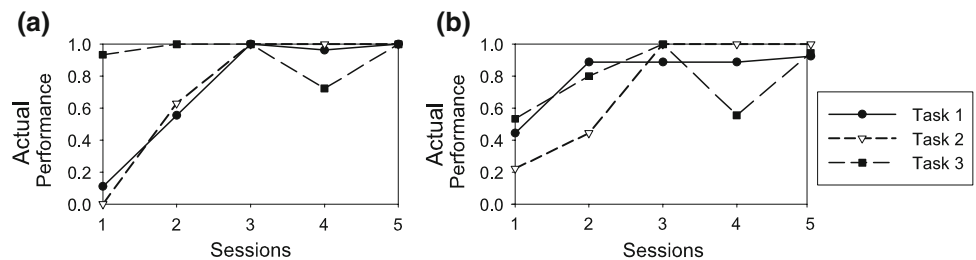 (a)
Actual
Performance
1.0
0.8
0.6
0.4
0.2
0.0
1 2 3 4 5
Sessions
(b)
Actual
Performance
1.0
0.8
0.6
0.4
0.2
0.0
1 2 3 4 5
Sessions
Task 1
Task 2
Task 3